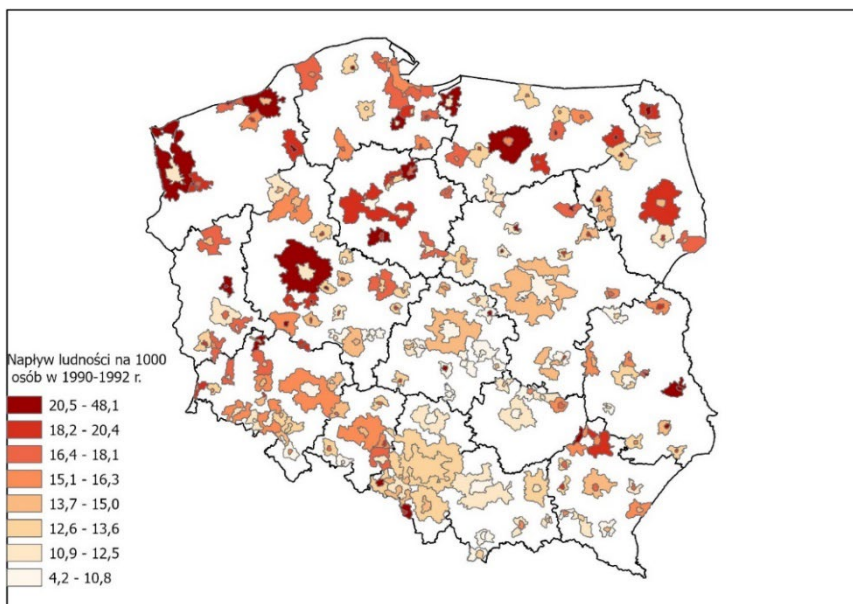 Napływ ludności na 1000
osób w 1990-1992 r.
20,5 - 48,1
18,2 - 20,4
16,4 - 18,1
15,1 - 16,3
13,7 - 15,0
12,6 - 13,6
10,9 - 12,5
4,2 - 10,8